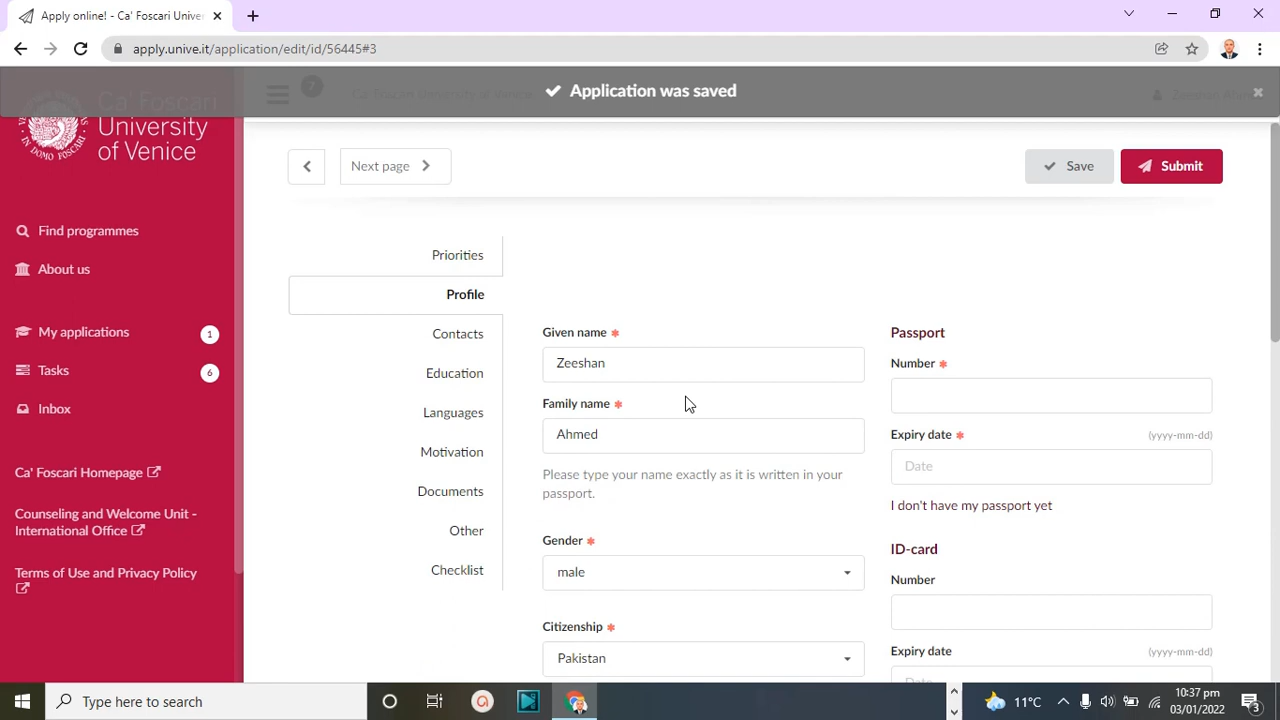 Apply online! - Ca' Foscari Univer
apply.unive.it/application/edit/id/56445#3
Application was saved
Ca' Foscari
University
of Venice
Next page
Save
Submit
Find programmes
About us
My applications 1
Tasks 6
Inbox
Ca' Foscari Homepage
Counseling and Welcome Unit -
International Office
Terms of Use and Privacy Policy
Priorities
Profile
Contacts
Education
Languages
Motivation
Documents
Other
Checklist
Given name *
Zeeshan
Family name *
Ahmed
Please type your name exactly as it is written in your
passport.
Gender *
male
Citizenship *
Pakistan
Passport
Number *
Expiry date * (yyyy-mm-dd)
Date
I don't have my passport yet
ID-card
Number
Expiry date (yyyy-mm-dd)
Date
Type here to search
11°C
10:37 pm
03/01/2022
3